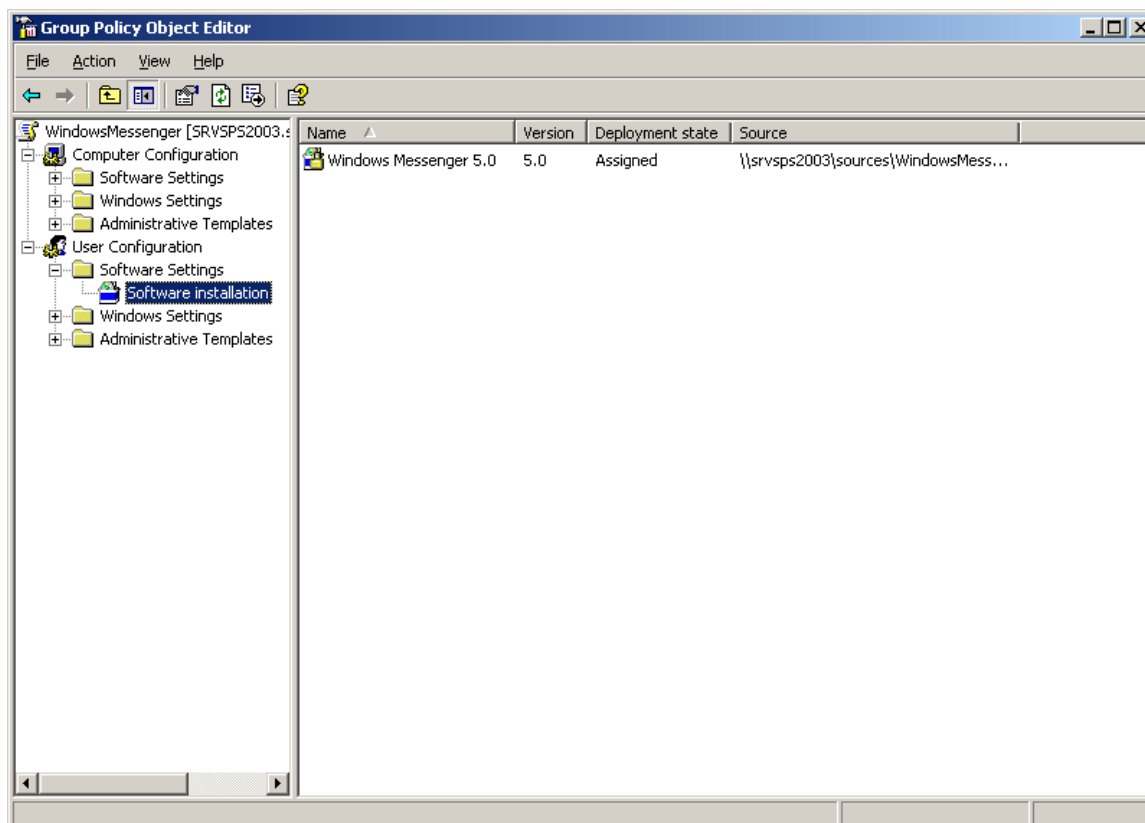 Group Policy Object Editor
File Action View Help
WindowsMessenger [SRVSPS2003.
Computer Configuration
Software Settings
Windows Settings
Administrative Templates
User Configuration
Software Settings
Software installation
Windows Settings
Administrative Templates
Name Version Deployment state Source
Windows Messenger 5.0 5.0 Assigned \\srvsps2003\sources\WindowsMess...